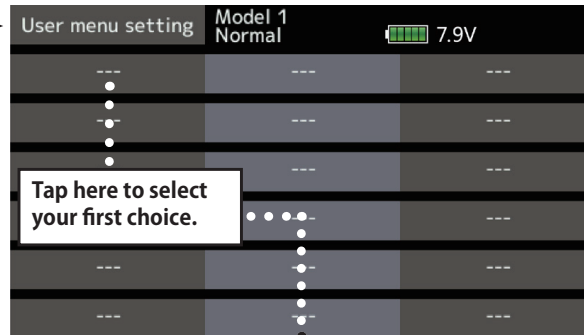 User menu setting
Model 1
Normal
7.9V
--- --- ---
--- --- ---
--- ---
Tap here to select
your first choice.
--- ---
--- --- ---
--- --- ---